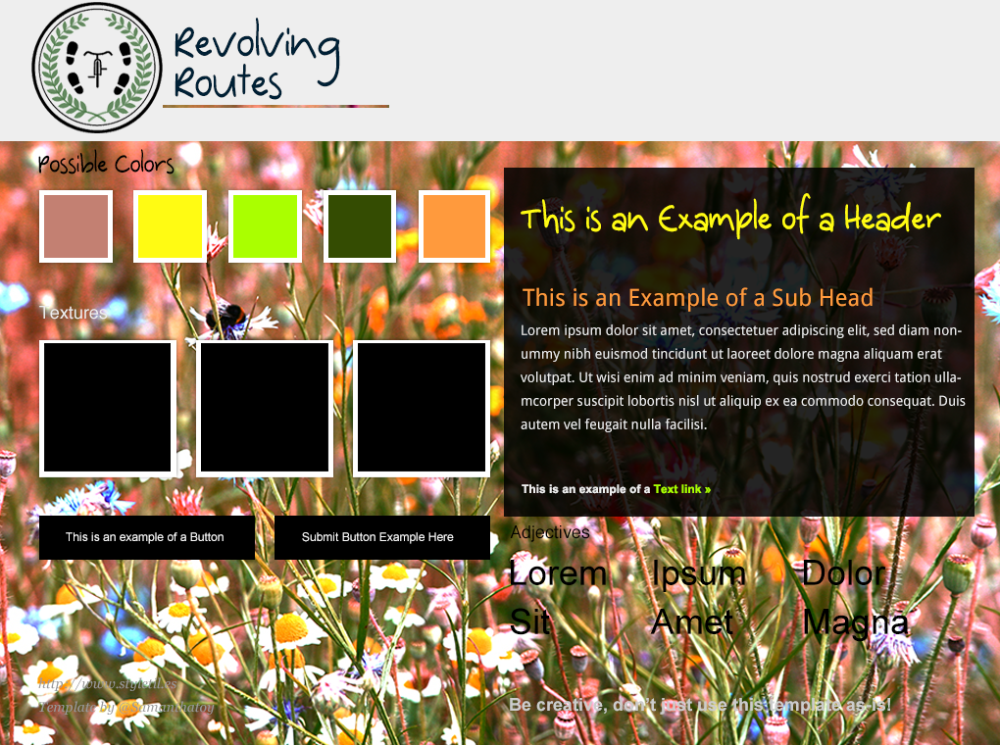 Revolving
Routes
Possible Colors
Textures
This is an example of a Button
Submit Button Example Here
http://www.styletil.es
Template by @Samanthatoy
This is an Example of a Header
This is an Example of a Sub Head
Lorem ipsum dolor sit amet, consectetuer adipiscing elit, sed diam non-
ummy nibh euismod tincidunt ut laoreet dolore magna aliquam erat
volutpat. Ut wisi enim ad minim veniam, quis nostrud exerci tation ulla-
mcorper suscipit lobortis nisl ut aliquip ex ea commodo consequat. Duis
autem vel feugait nulla facilisi.
This is an example of a Text link »
Adjectives
Lorem Ipsum Dolor
Sit Amet Magna
Be creative, don't just use this template as-is!